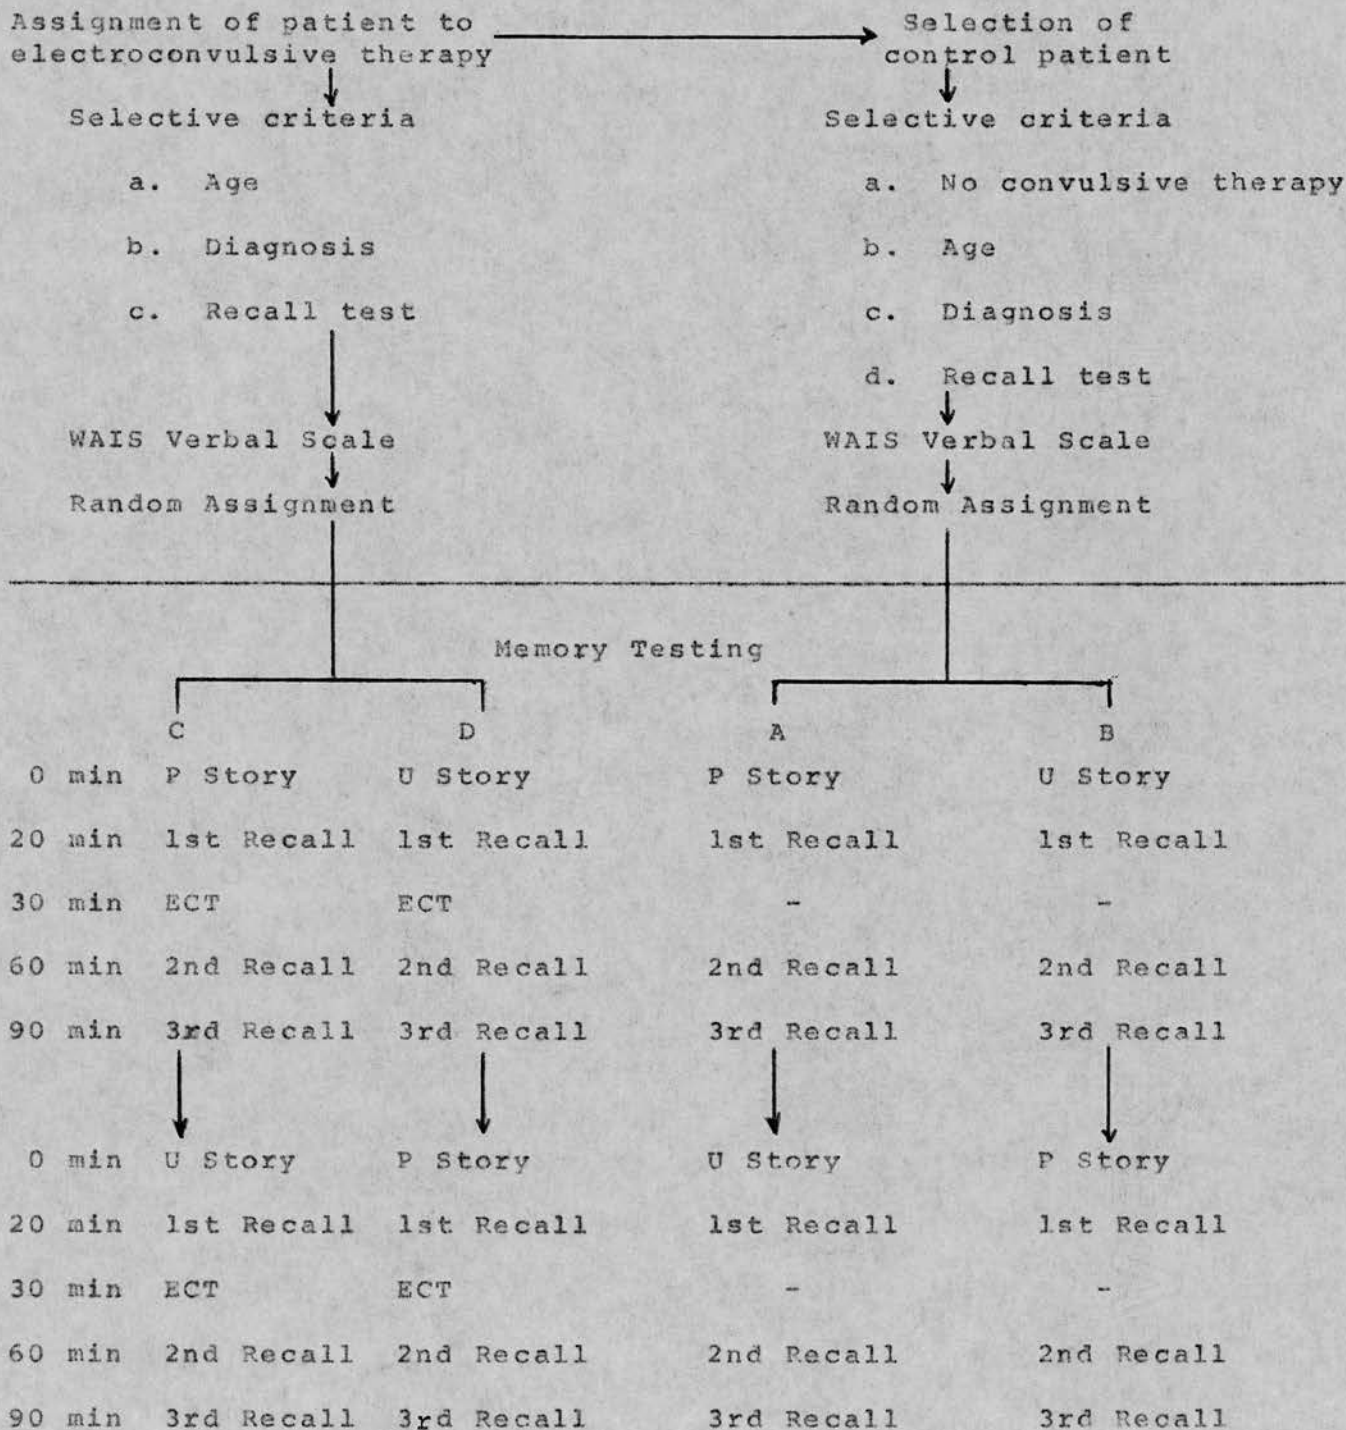 Assignment of patient to Selection of
electroconvulsive therapy control patient
Selective criteria Selective criteria
a. Age a. No convulsive therapy
b. Diagnosis b. Age
c. Recall test c. Diagnosis
d. Recall test
WAIS Verbal Scale WAIS Verbal Scale
Random Assignment Random Assignment
Memory Testing
C D A B
0 min P Story U Story P Story U Story
20 min 1st Recall 1st Recall 1st Recall 1st Recall
30 min ECT ECT - -
60 min 2nd Recall 2nd Recall 2nd Recall 2nd Recall
90 min 3rd Recall 3rd Recall 3rd Recall 3rd Recall
0 min U Story P Story U Story P Story
20 min 1st Recall 1st Recall 1st Recall 1st Recall
30 min ECT ECT - -
60 min 2nd Recall 2nd Recall 2nd Recall 2nd Recall
90 min 3rd Recall 3rd Recall 3rd Recall 3rd Recall